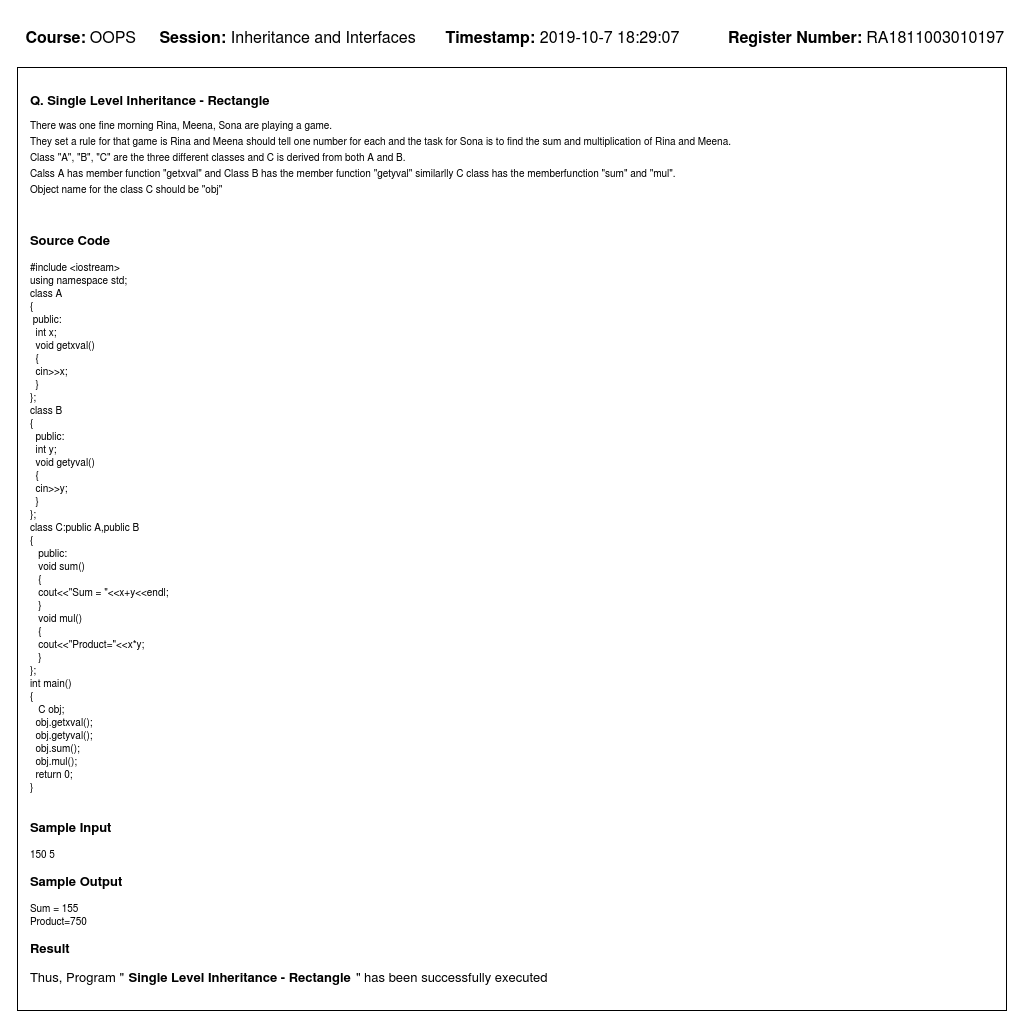 Course: OOPS Session: Inheritance and Interfaces Timestamp: 2019-10-7 18:29:07 Register Number: RA1811003010197
Q. Single Level Inheritance - Rectangle
There was one fine morning Rina, Meena, Sona are playing a game.
They set a rule for that game is Rina and Meena should tell one number for each and the task for Sona is to find the sum and multiplication of Rina and Meena.
Class "A", "B", "C" are the three different classes and C is derived from both A and B.
Calss A has member function "getxval" and Class B has the member function "getyval" similarlly C class has the memberfunction "sum" and "mul".
Object name for the class C should be "obj"
Source Code
#include <iostream>
using namespace std;
class A
{
public:
int x;
void getxval()
{
cin>>x;
}
};
class B
{
public:
int y;
void getyval()
{
cin>>y;
}
};
class C:public A,public B
{
public:
void sum()
{
cout<<"Sum = "<<x+y<<endl;
}
void mul()
{
cout<<"Product="<<x*y;
}
};
int main()
{
C obj;
obj.getxval();
obj.getyval();
obj.sum();
obj.mul();
return 0;
}
Sample Input
150 5
Sample Output
Sum = 155
Product=750
Result
Thus, Program " Single Level Inheritance - Rectangle " has been successfully executed